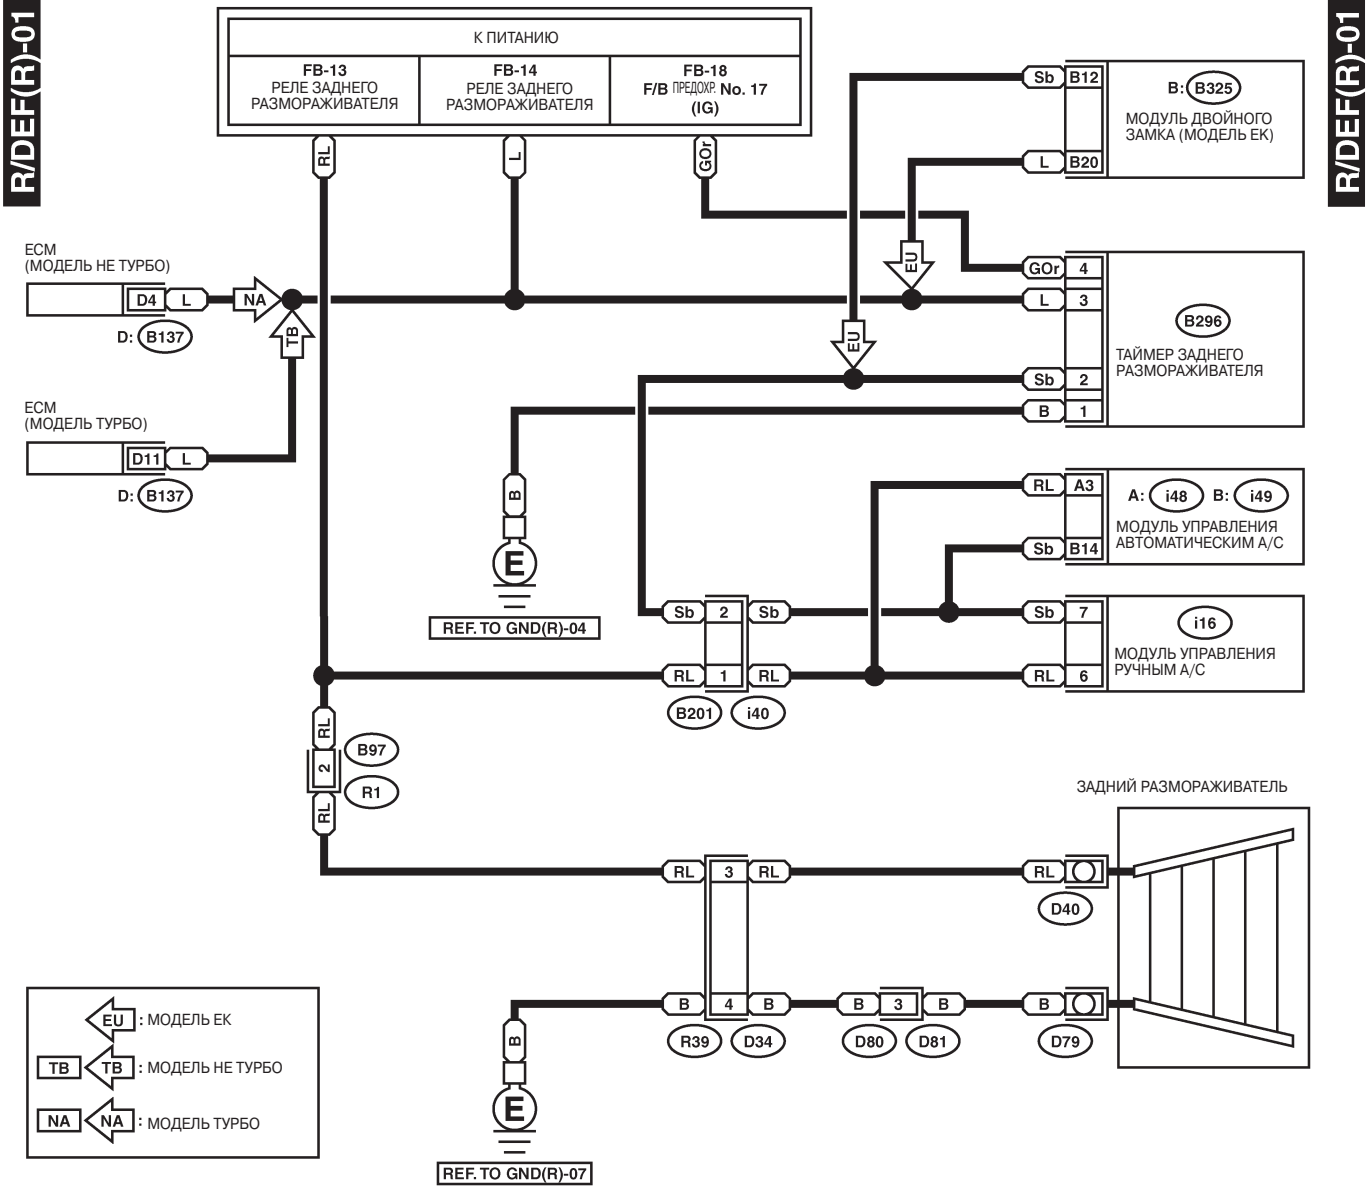 R/DEF(R)-01
R/DEF(R)-01
К ПИТАНИЮ
FB-13
РЕЛЕ ЗАДНЕГО
РАЗМОРАЖИВАТЕЛЯ
FB-14
РЕЛЕ ЗАДНЕГО
РАЗМОРАЖИВАТЕЛЯ
FB-18
F/B ПРЕДОХР. No. 17
(IG)
RL
L
GOr
Sb B12
L B20
B: B325
МОДУЛЬ ДВОЙНОГО
ЗАМКА (МОДЕЛЬ ЕК)
ECM
(МОДЕЛЬ НЕ ТУРБО)
D4 L
NA
D: B137
TB
EU
EU
GOr 4
L 3
Sb 2
B 1
B296
ТАЙМЕР ЗАДНЕГО
РАЗМОРАЖИВАТЕЛЯ
ECM
(МОДЕЛЬ ТУРБО)
D11 L
D: B137
B
E
REF. TO GND(R)-04
RL A3
Sb B14
A: i48 B: i49
МОДУЛЬ УПРАВЛЕНИЯ
АВТОМАТИЧЕСКИМ А/С
Sb 2 Sb
RL 1 RL
B201 i40
Sb 7
RL 6
i16
МОДУЛЬ УПРАВЛЕНИЯ
РУЧНЫМ А/С
RL
2
RL
B97
R1
ЗАДНИЙ РАЗМОРАЖИВАТЕЛЬ
RL 3 RL
RL
D40
B 4 B
R39 D34
B 3 B
D80 D81
B
D79
B
E
REF. TO GND(R)-07
EU : МОДЕЛЬ ЕК
TB TB : МОДЕЛЬ НЕ ТУРБО
NA NA : МОДЕЛЬ ТУРБО